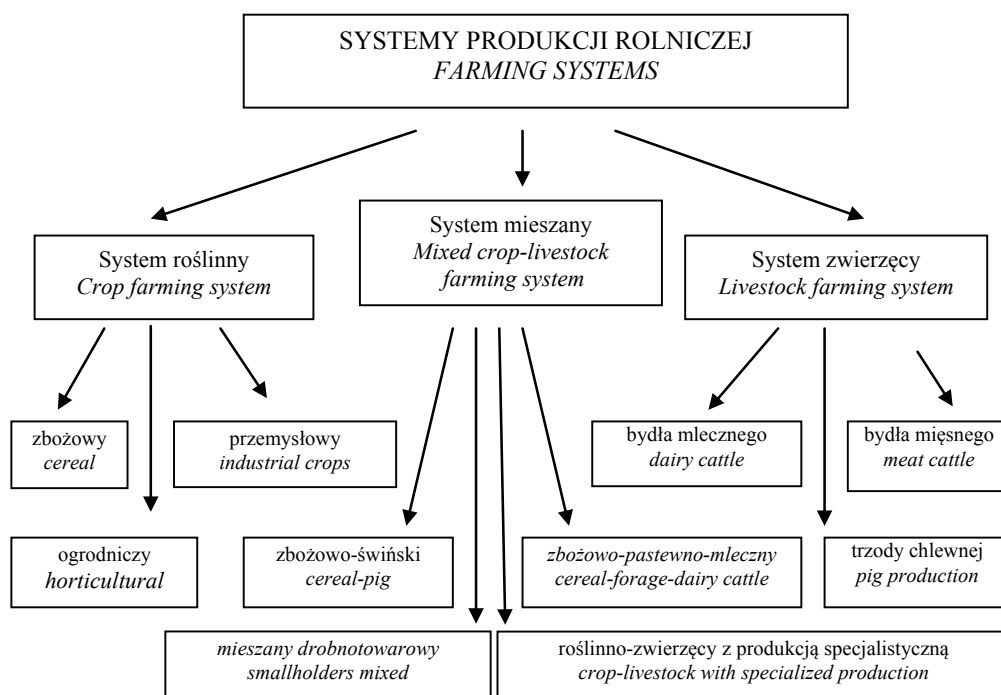 SYSTEMY PRODUKCJI ROLNICZEJ
FARMING SYSTEMS
System roślinny
Crop farming system
System mieszany
Mixed crop-livestock
farming system
System zwierzęcy
Livestock farming system
zbożowy
cereal
przemysłowy
industrial crops
bydła mlecznego
dairy cattle
bydła mięsnego
meat cattle
ogrodniczy
horticultural
zbożowo-świński
cereal-pig
zbożowo-pastewno-mleczny
cereal-forage-dairy cattle
trzody chlewnej
pig production
mieszany drobnotowarowy
smallholders mixed
roślinno-zwierzęcy z produkcją specjalistyczną
crop-livestock with specialized production